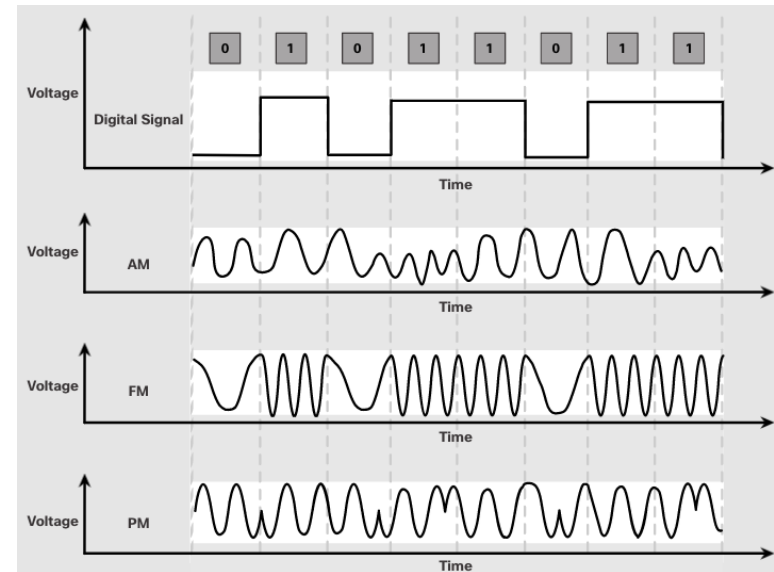 0 1 0 1 1 0 1 1
Voltage
Digital Signal
Time
Voltage
AM
Time
Voltage
FM
Time
Voltage
PM
Time